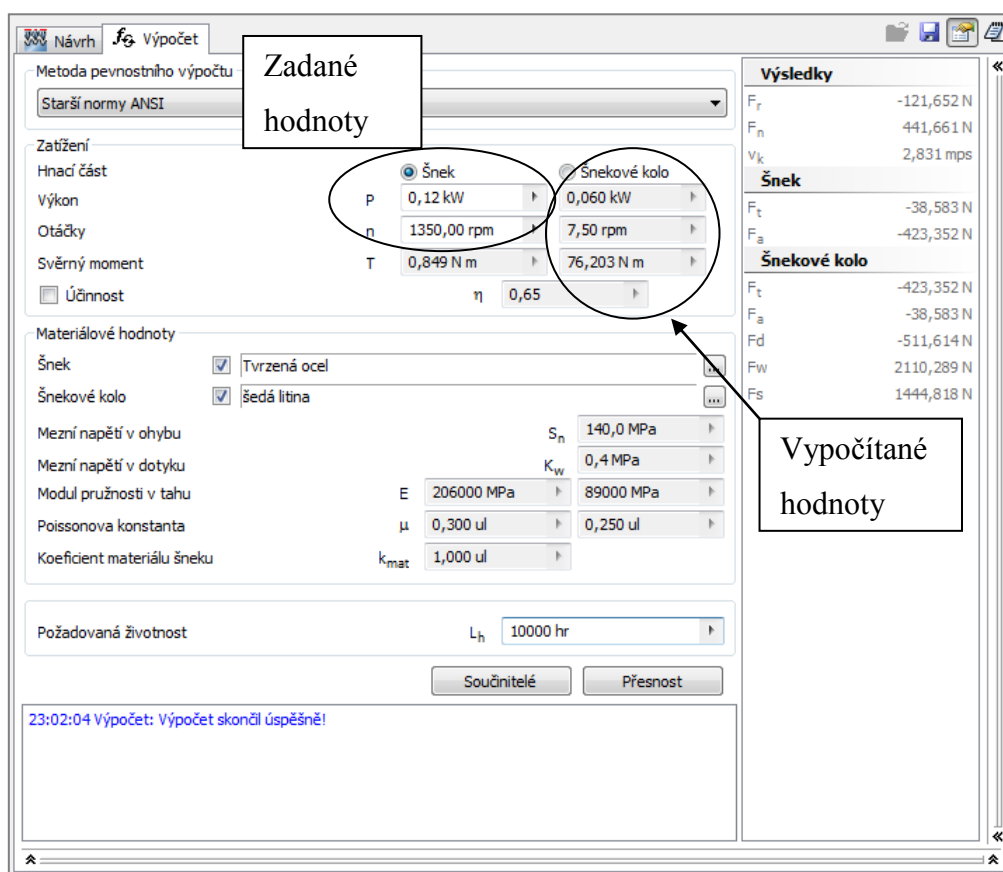 Návrh Výpočet
Zadané
hodnoty
Metoda pevnostního výpočtu
Starší normy ANSI
Zatížení
Hnací část Šnek Šnekové kolo
Výkon P 0,12 kW 0,060 kW
Otáčky n 1350,00 rpm 7,50 rpm
Svěrný moment T 0,849 N m 76,203 N m
Účinnost η 0,65
Materiálové hodnoty
Šnek Tvrzená ocel ...
Šnekové kolo šedá litina ...
Mezní napětí v ohybu Sn 140,0 MPa
Mezní napětí v dotyku Kw 0,4 MPa
Modul pružnosti v tahu E 206000 MPa 89000 MPa
Poissonova konstanta μ 0,300 ul 0,250 ul
Koeficient materiálu šneku kmat 1,000 ul
Požadovaná životnost Lh 10000 hr
Součinitelé Přesnost
23:02:04 Výpočet: Výpočet skončil úspěšně!
Výsledky
Fr -121,652 N
Fn 441,661 N
vk 2,831 mps
Šnek
Ft -38,583 N
Fa -423,352 N
Šnekové kolo
Ft -423,352 N
Fa -38,583 N
Fd -511,614 N
Fw 2110,289 N
Fs 1444,818 N
Vypočítané
hodnoty